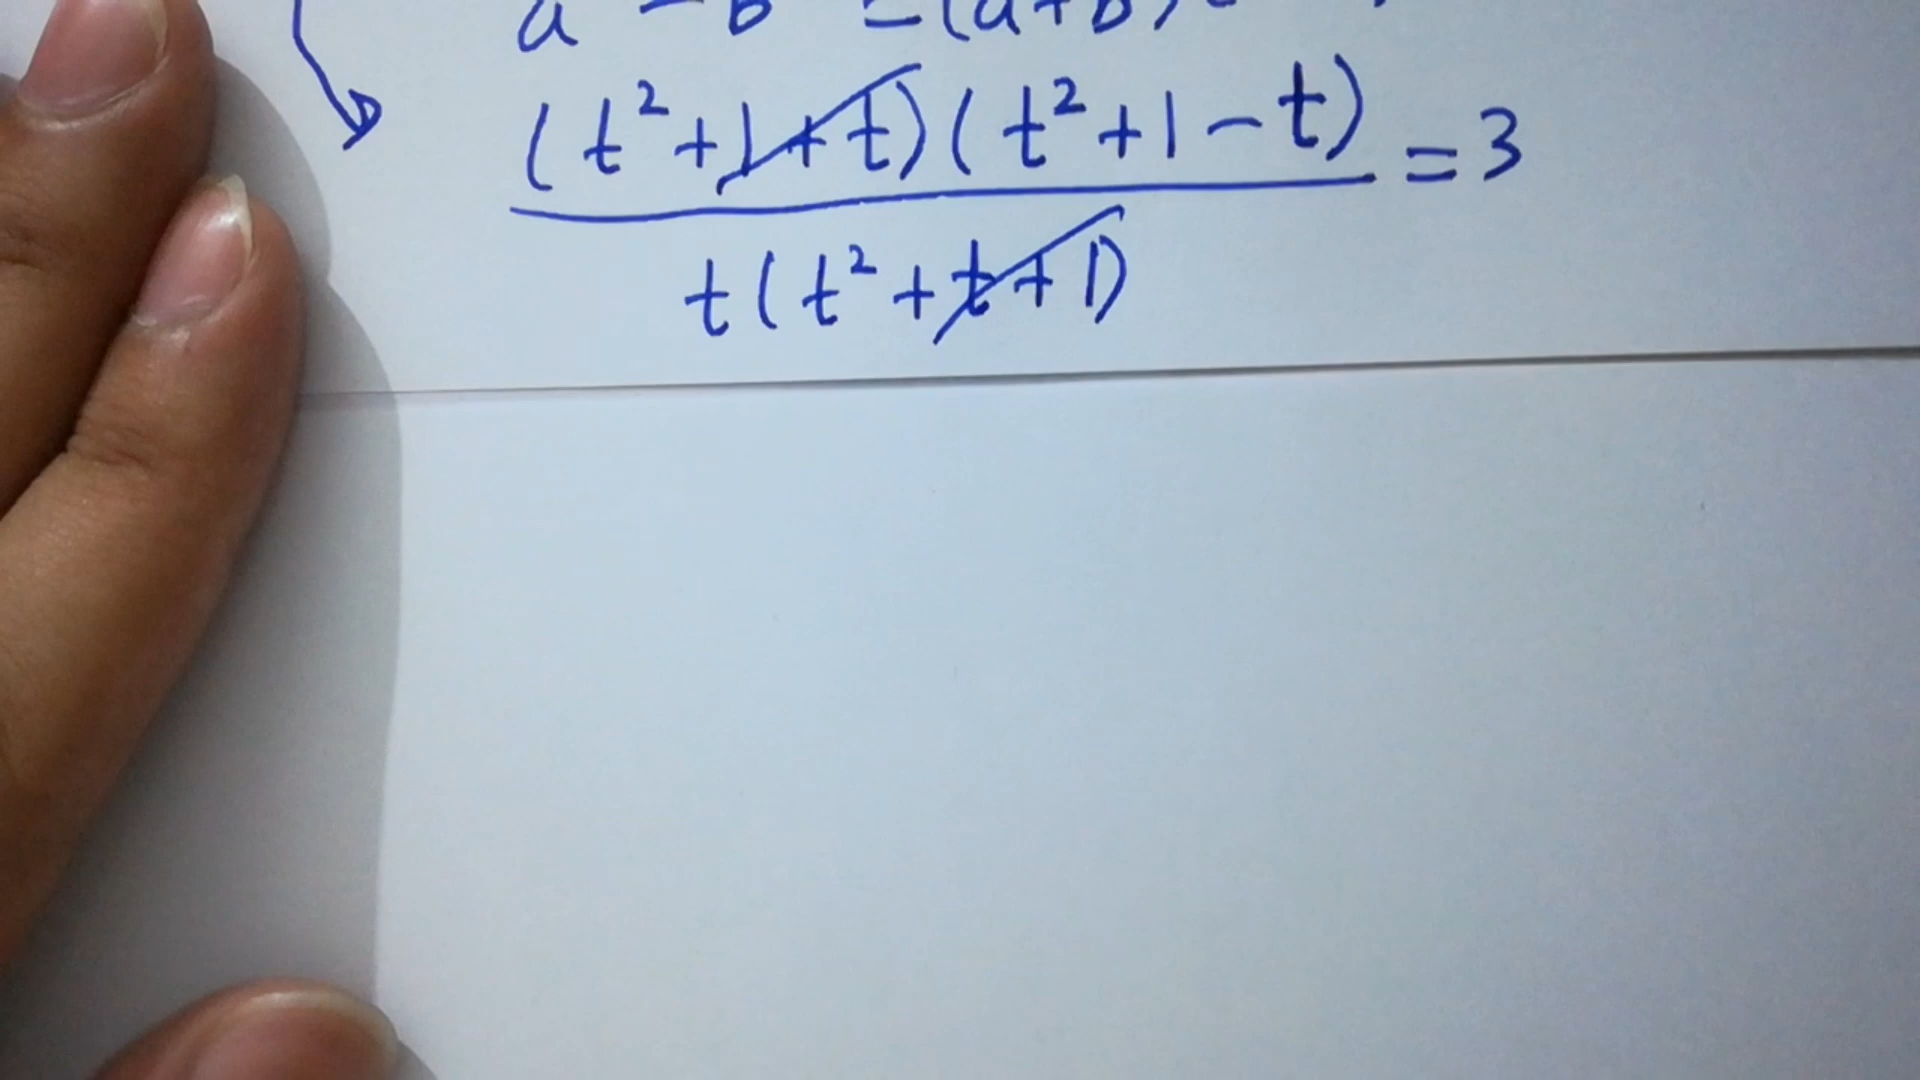 (t²+1+t)(t²+1-t) = 3
t(t²+t+1)